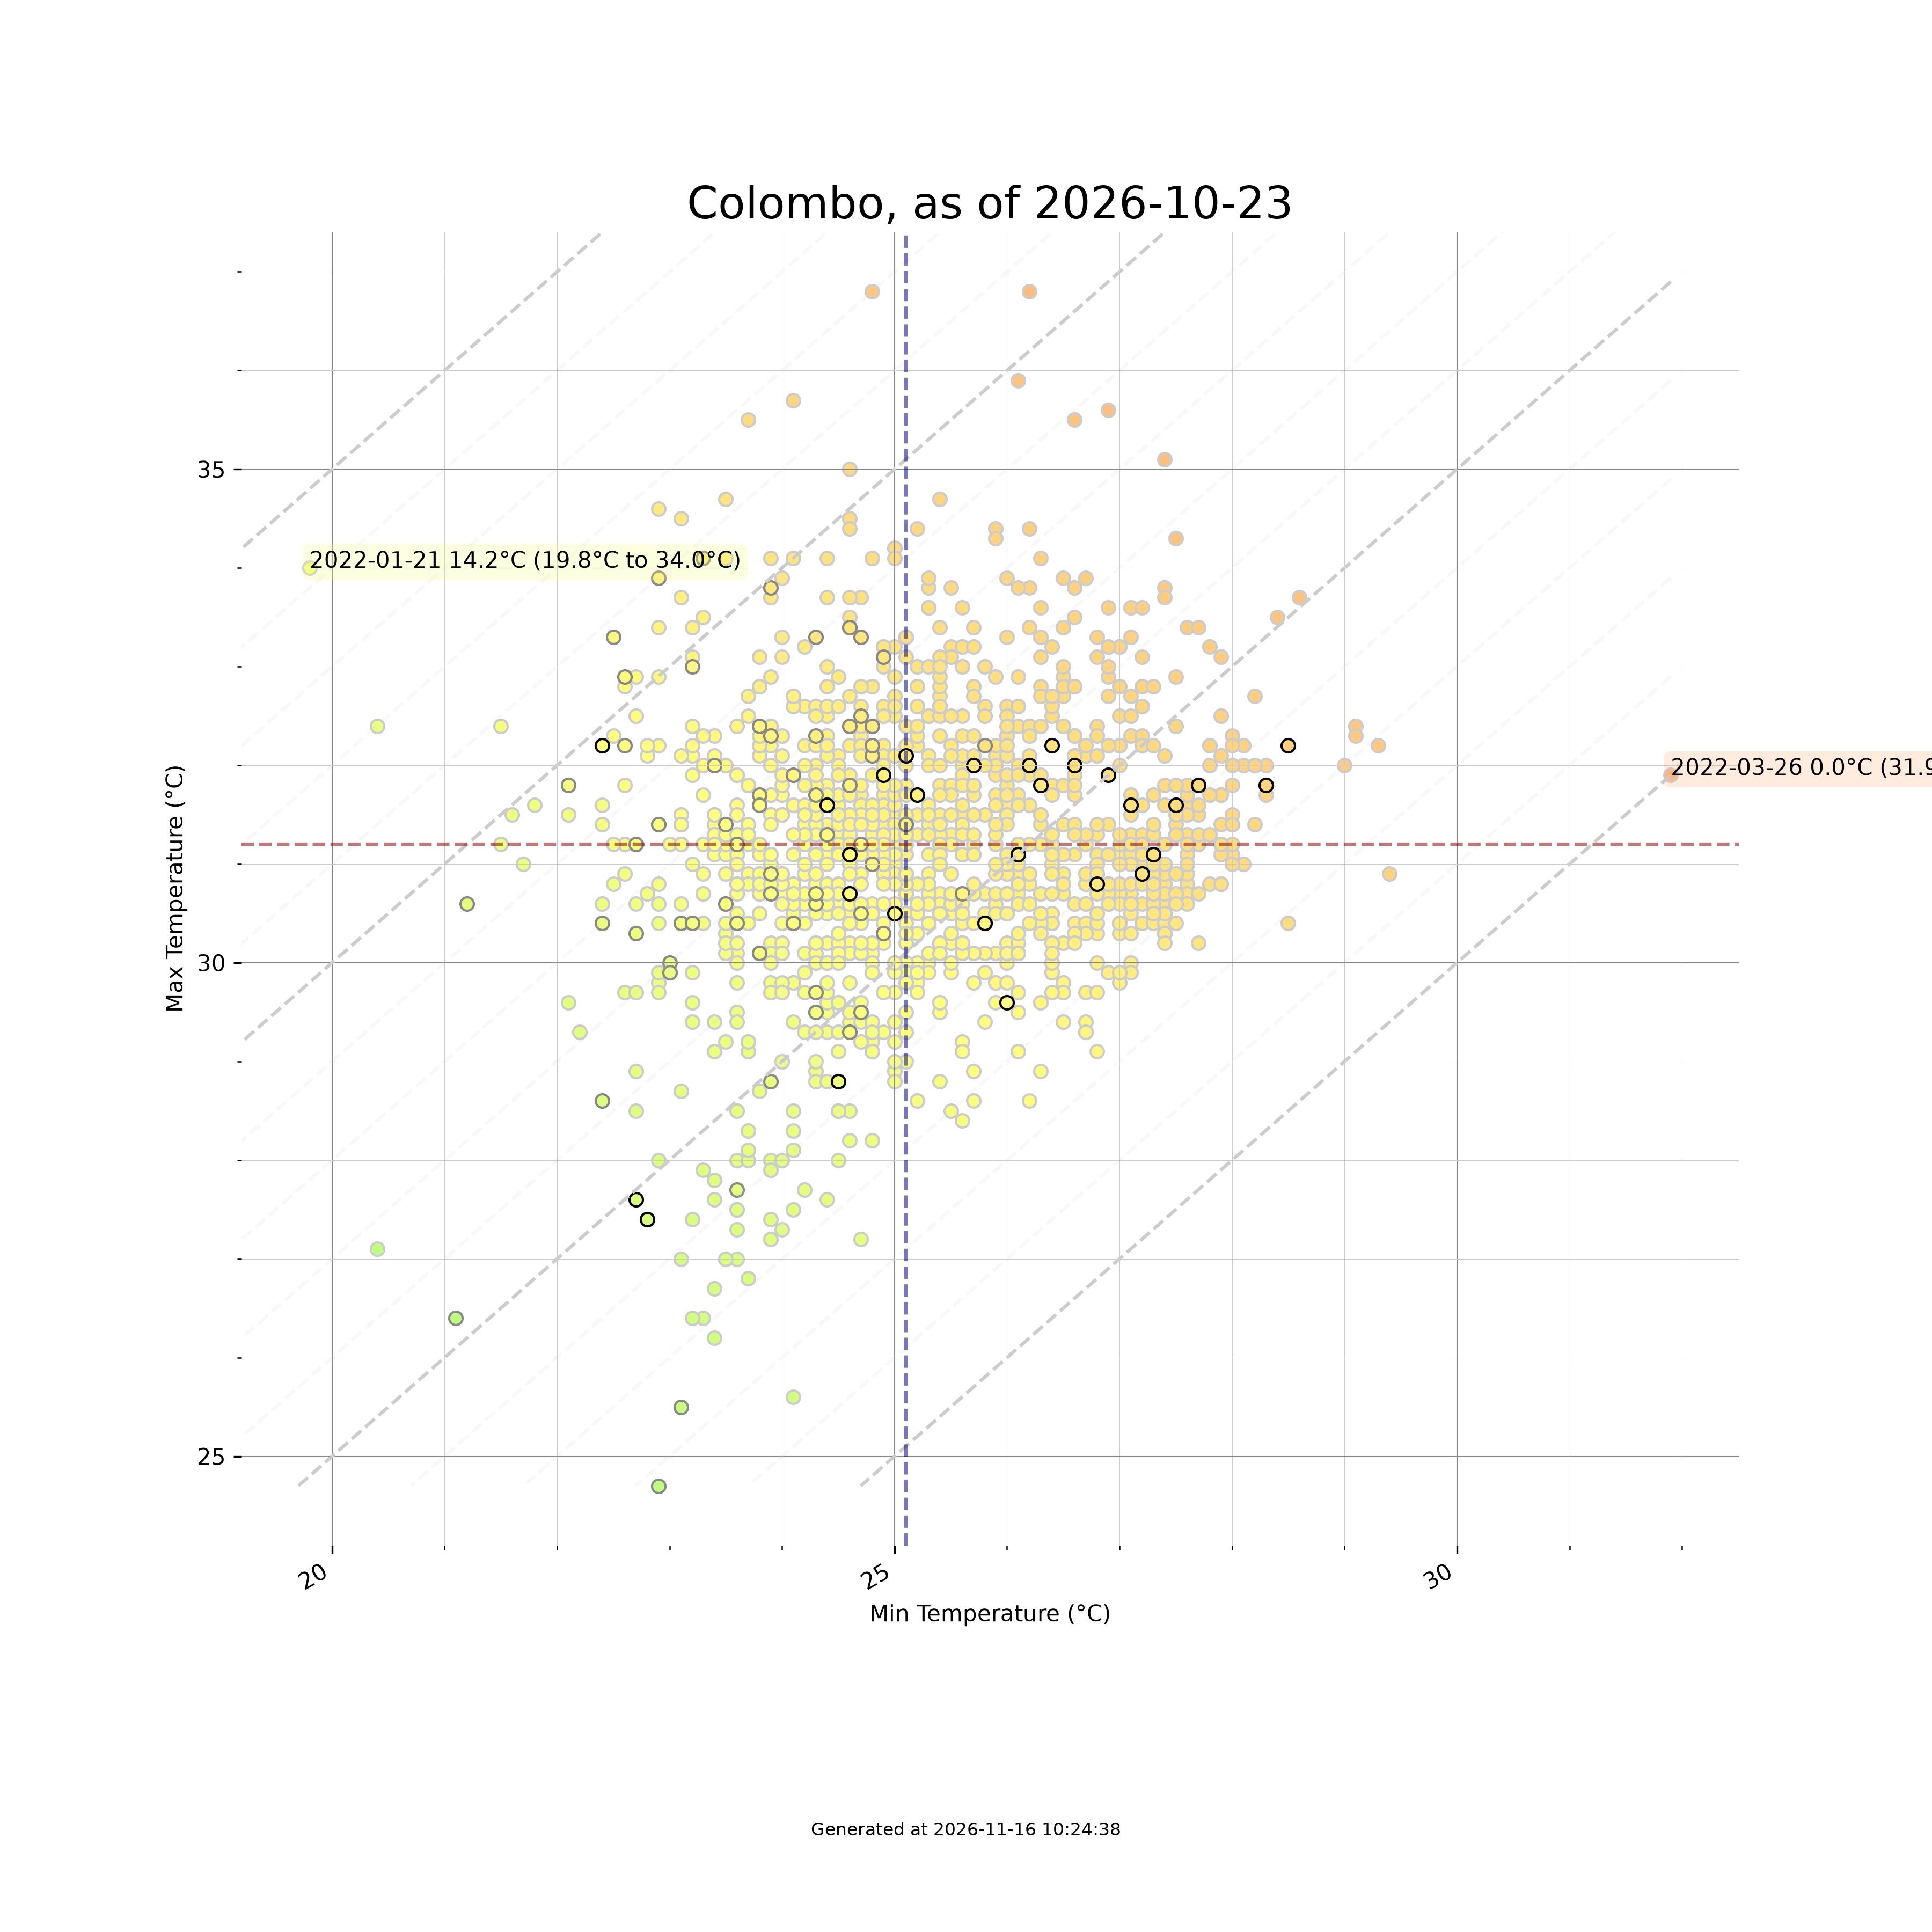 Colombo, as of 2026-10-23
Max Temperature (°C)
35
30
25
2022-01-21 14.2°C (19.8°C to 34.0°C)
2022-03-26 0.0°C (31.9
20
25
30
Min Temperature (°C)
Generated at 2026-11-16 10:24:38